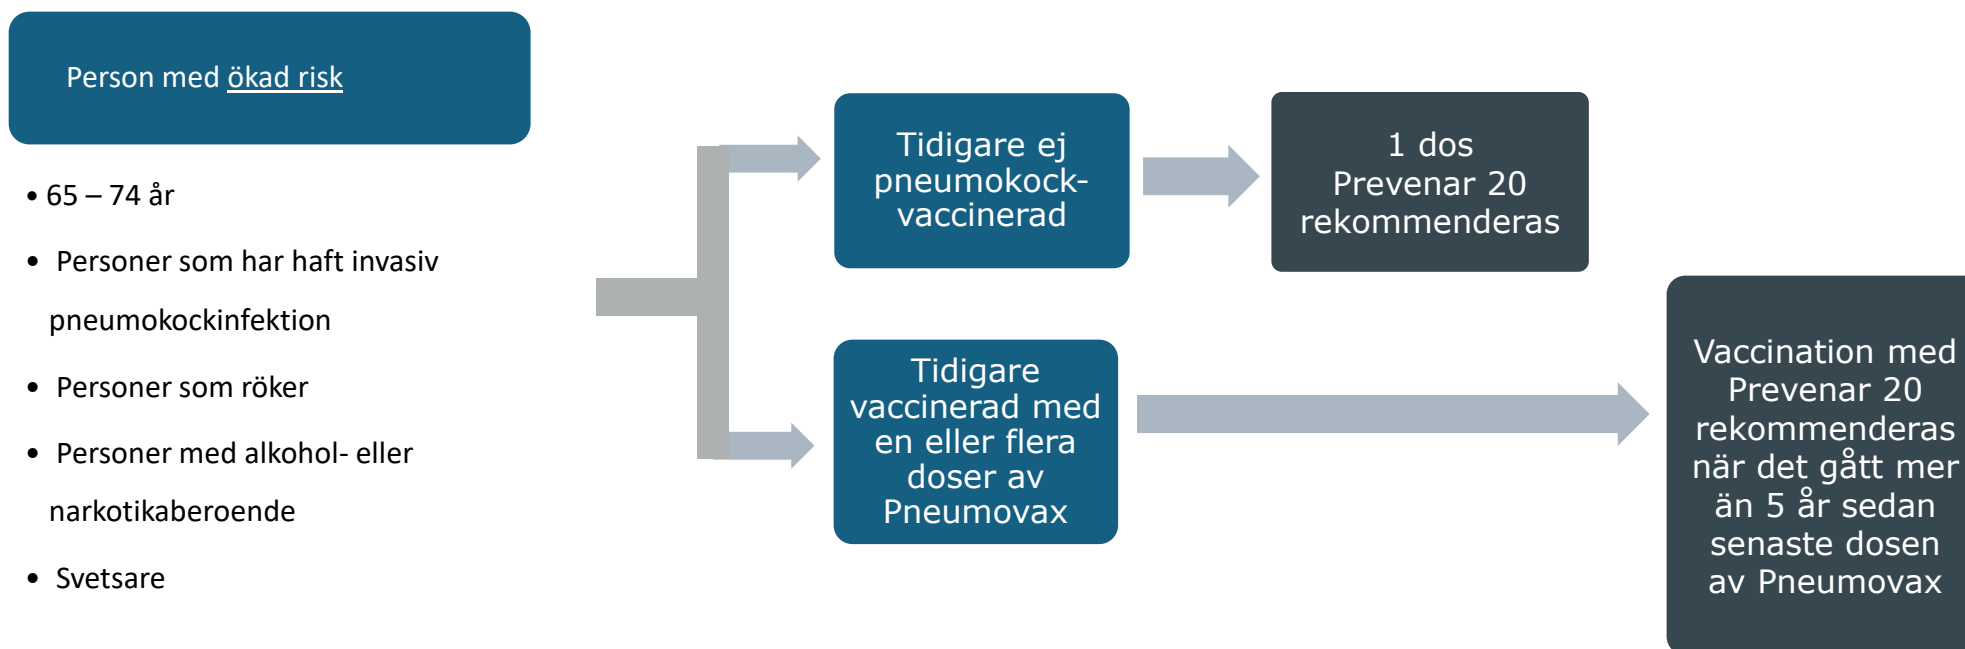 Person med ökad risk
• 65 – 74 år
• Personer som har haft invasiv
pneumokockinfektion
• Personer som röker
• Personer med alkohol- eller
narkotikaberoende
• Svetsare
Tidigare ej
pneumokock-
vaccinerad
1 dos
Prevenar 20
rekommenderas
Tidigare
vaccinerad med
en eller flera
doser av
Pneumovax
Vaccination med
Prevenar 20
rekommenderas
när det gått mer
än 5 år sedan
senaste dosen
av Pneumovax